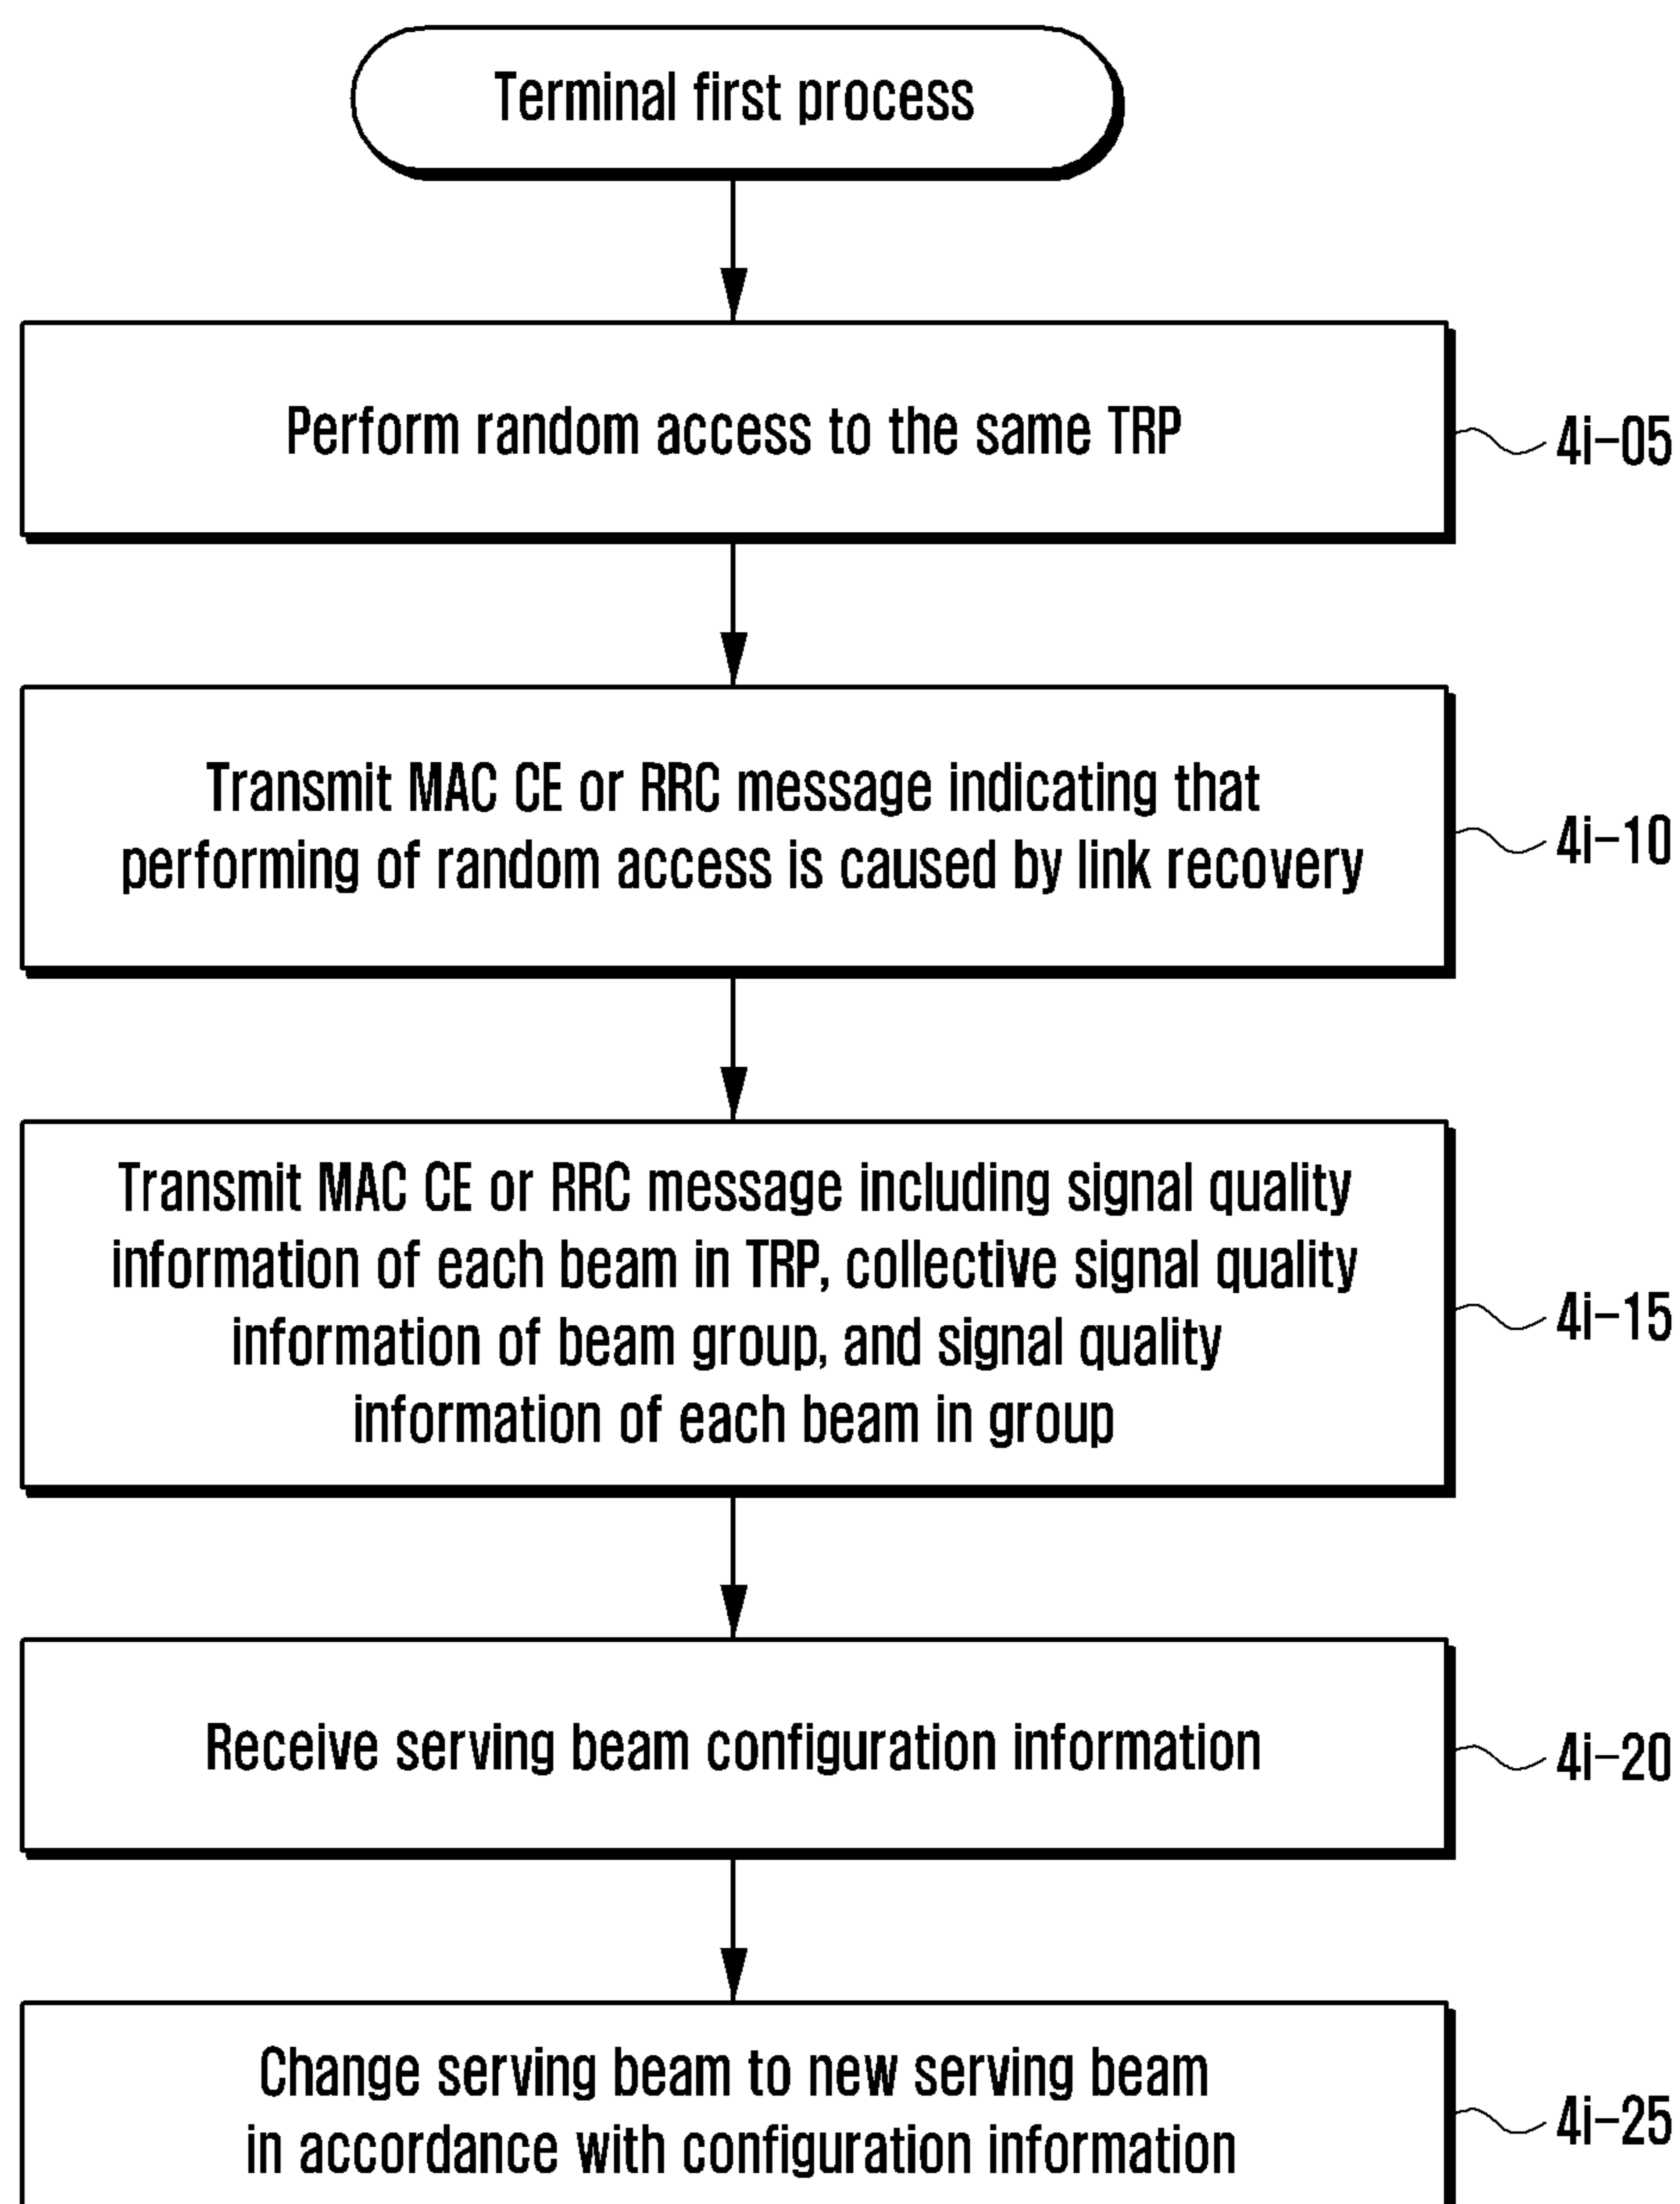 Terminal first process
Perform random access to the same TRP
4i-05
Transmit MAC CE or RRC message indicating that
performing of random access is caused by link recovery
4i-10
Transmit MAC CE or RRC message including signal quality
information of each beam in TRP, collective signal quality
information of beam group, and signal quality
information of each beam in group
4i-15
Receive serving beam configuration information
4i-20
Change serving beam to new serving beam
in accordance with configuration information
4i-25